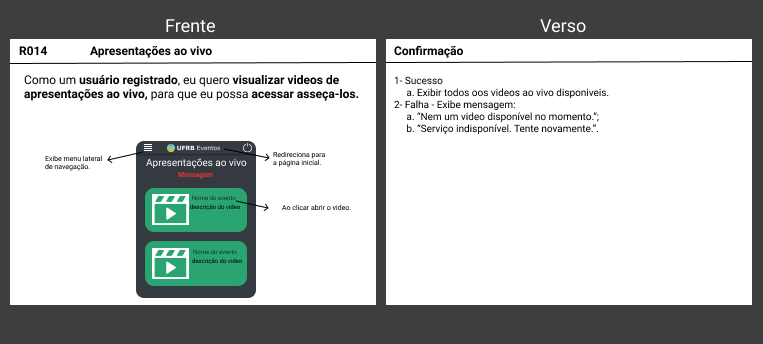 Frente
Verso
R014 Apresentações ao vivo
Como um usuário registrado, eu quero visualizar videos de
apresentações ao vivo, para que eu possa acessar asseça-los.
Exibe menu lateral
de navegação.
UFRB Eventos
Redireciona para
a página inicial.
Apresentações ao vivo
Mensagem
Nome do evento
descrição do video
Ao clicar abrir o video.
Nome do evento
descrição do video
Confirmação
1- Sucesso
a. Exibir todos oos videos ao vivo disponiveis.
2- Falha - Exibe mensagem:
a. “Nem um video disponível no momento.”;
b. “Serviço indisponível. Tente novamente.”.